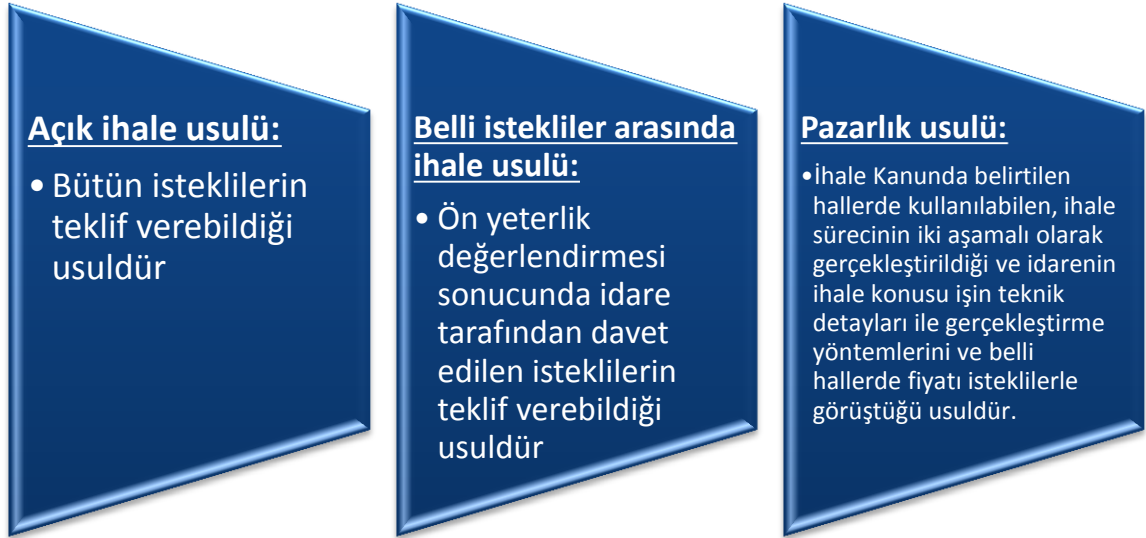 Açık ihale usulü:
• Bütün isteklilerin
teklif verebildiği
usuldür
Belli istekliler arasında
ihale usulü:
• Ön yeterlik
değerlendirmesi
sonucunda idare
tarafından davet
edilen isteklilerin
teklif verebildiği
usuldür
Pazarlık usulü:
•İhale Kanunda belirtilen
hallerde kullanılabilen, ihale
sürecinin iki aşamalı olarak
gerçekleştirildiği ve idarenin
ihale konusu işin teknik
detayları ile gerçekleştirme
yöntemlerini ve belli
hallerde fiyatı isteklilerle
görüştüğü usuldür.